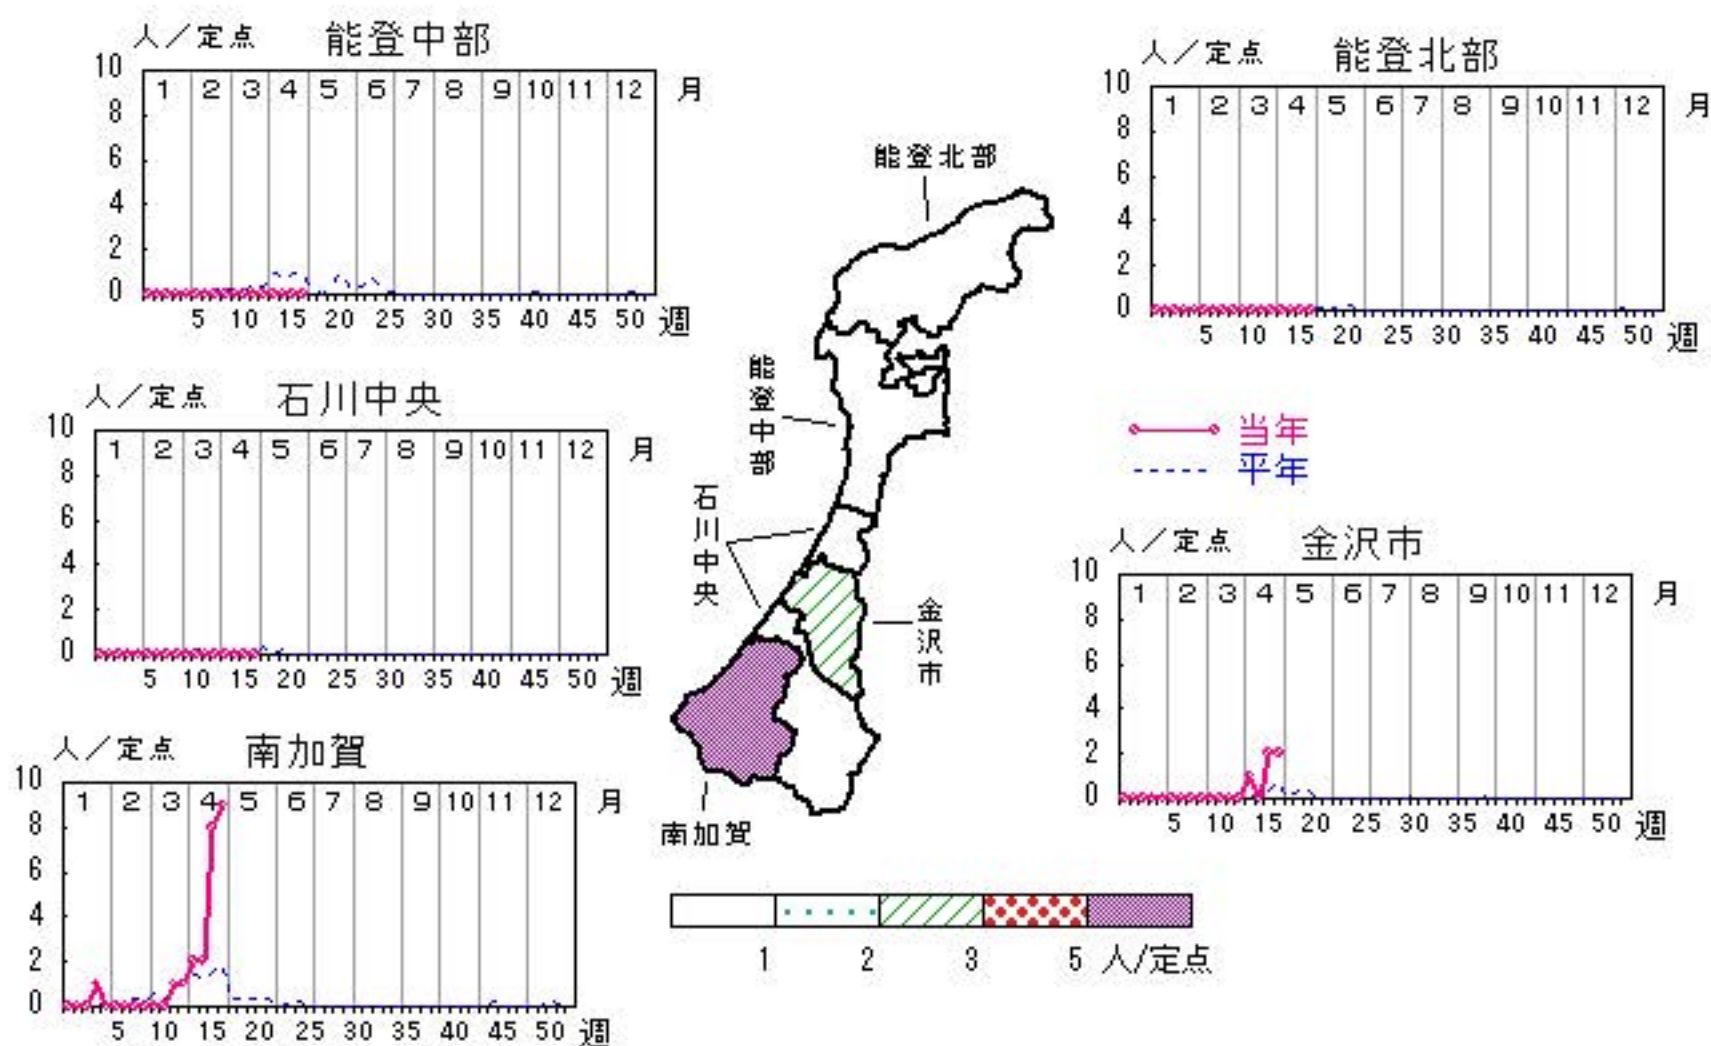 人／定点 能登中部
10 8 6 4 2 0
1 2 3 4 5 6 7 8 9 10 11 12 月
5 10 15 20 25 30 35 40 45 50 週
人／定点 能登北部
10 8 6 4 2 0
1 2 3 4 5 6 7 8 9 10 11 12 月
5 10 15 20 25 30 35 40 45 50 週
人／定点 石川中央
10 8 6 4 2 0
1 2 3 4 5 6 7 8 9 10 11 12 月
5 10 15 20 25 30 35 40 45 50 週
当年
平年
人／定点 金沢市
10 8 6 4 2 0
1 2 3 4 5 6 7 8 9 10 11 12 月
5 10 15 20 25 30 35 40 45 50 週
人／定点 南加賀
10 8 6 4 2 0
1 2 3 4 5 6 7 8 9 10 11 12 月
5 10 15 20 25 30 35 40 45 50 週
能登北部
能登中部
石川中央
金沢市
南加賀
1 2 3 5 人/定点